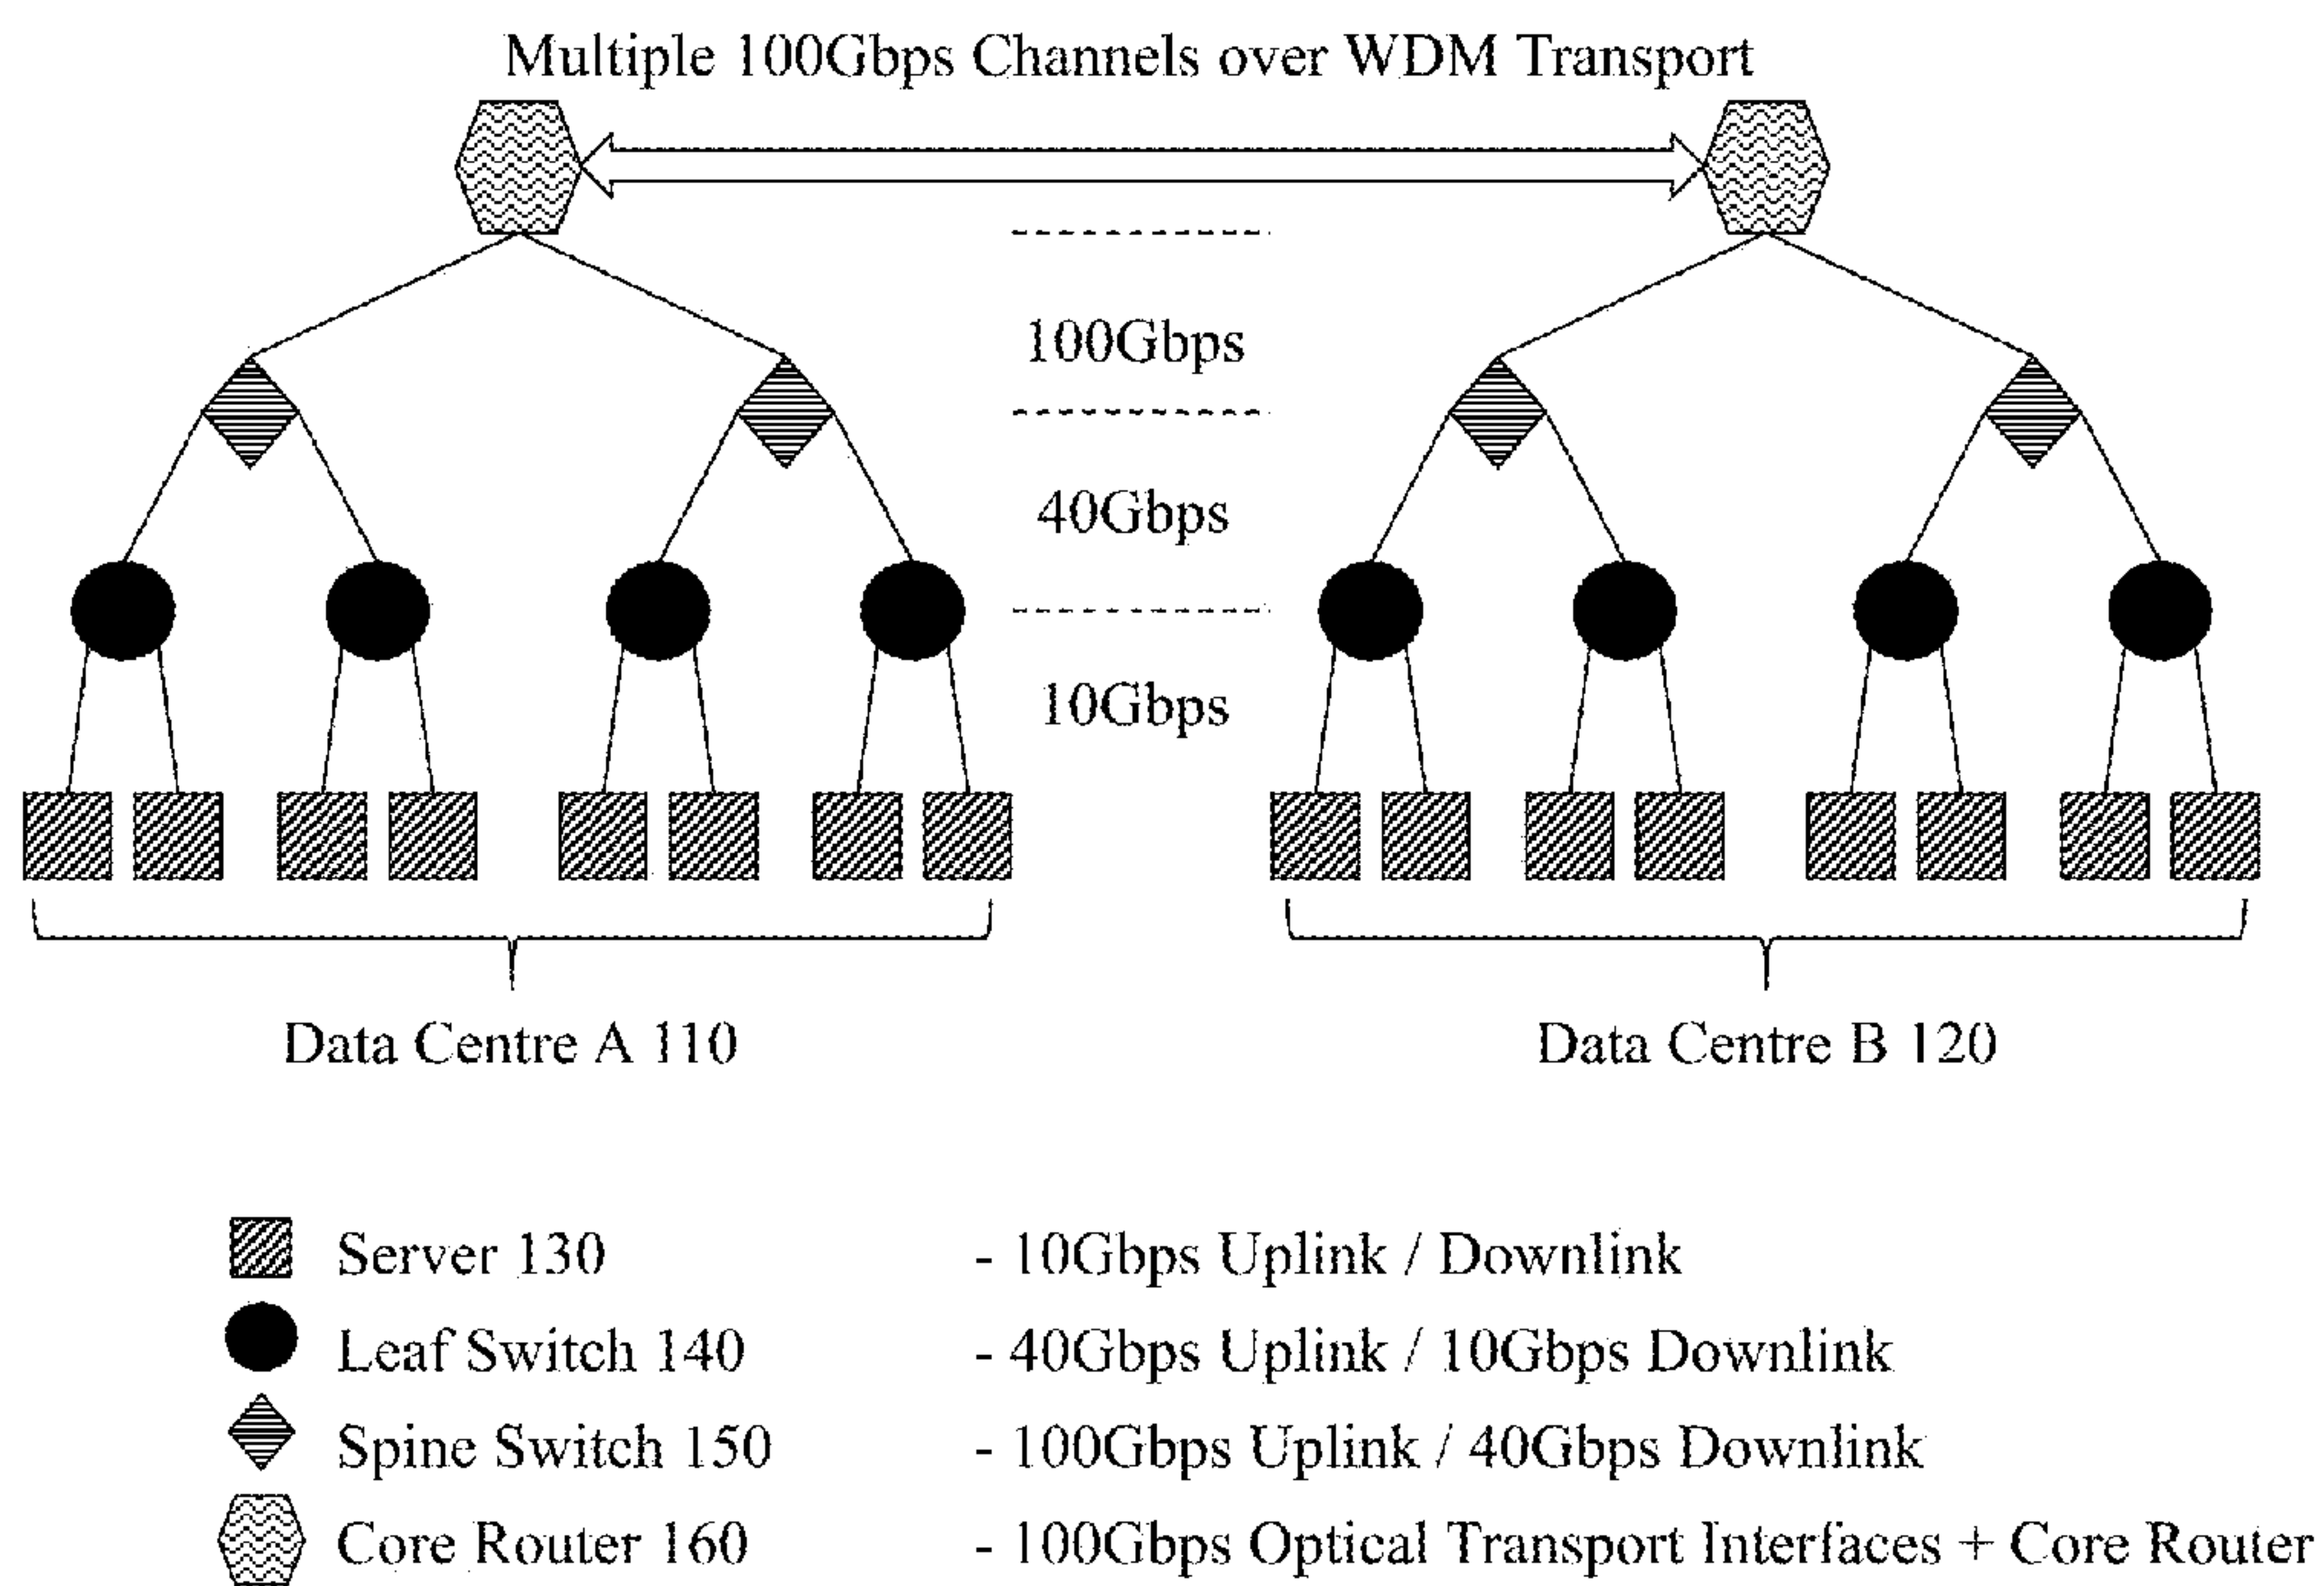 Multiple 100Gbps Channels over WDM Transport
100Gbps
40Gbps
10Gbps
Data Centre A 110
Data Centre B 120
Server 130 - 10Gbps Uplink / Downlink
Leaf Switch 140 - 40Gbps Uplink / 10Gbps Downlink
Spine Switch 150 - 100Gbps Uplink / 40Gbps Downlink
Core Router 160 - 100Gbps Optical Transport Interfaces + Core Router